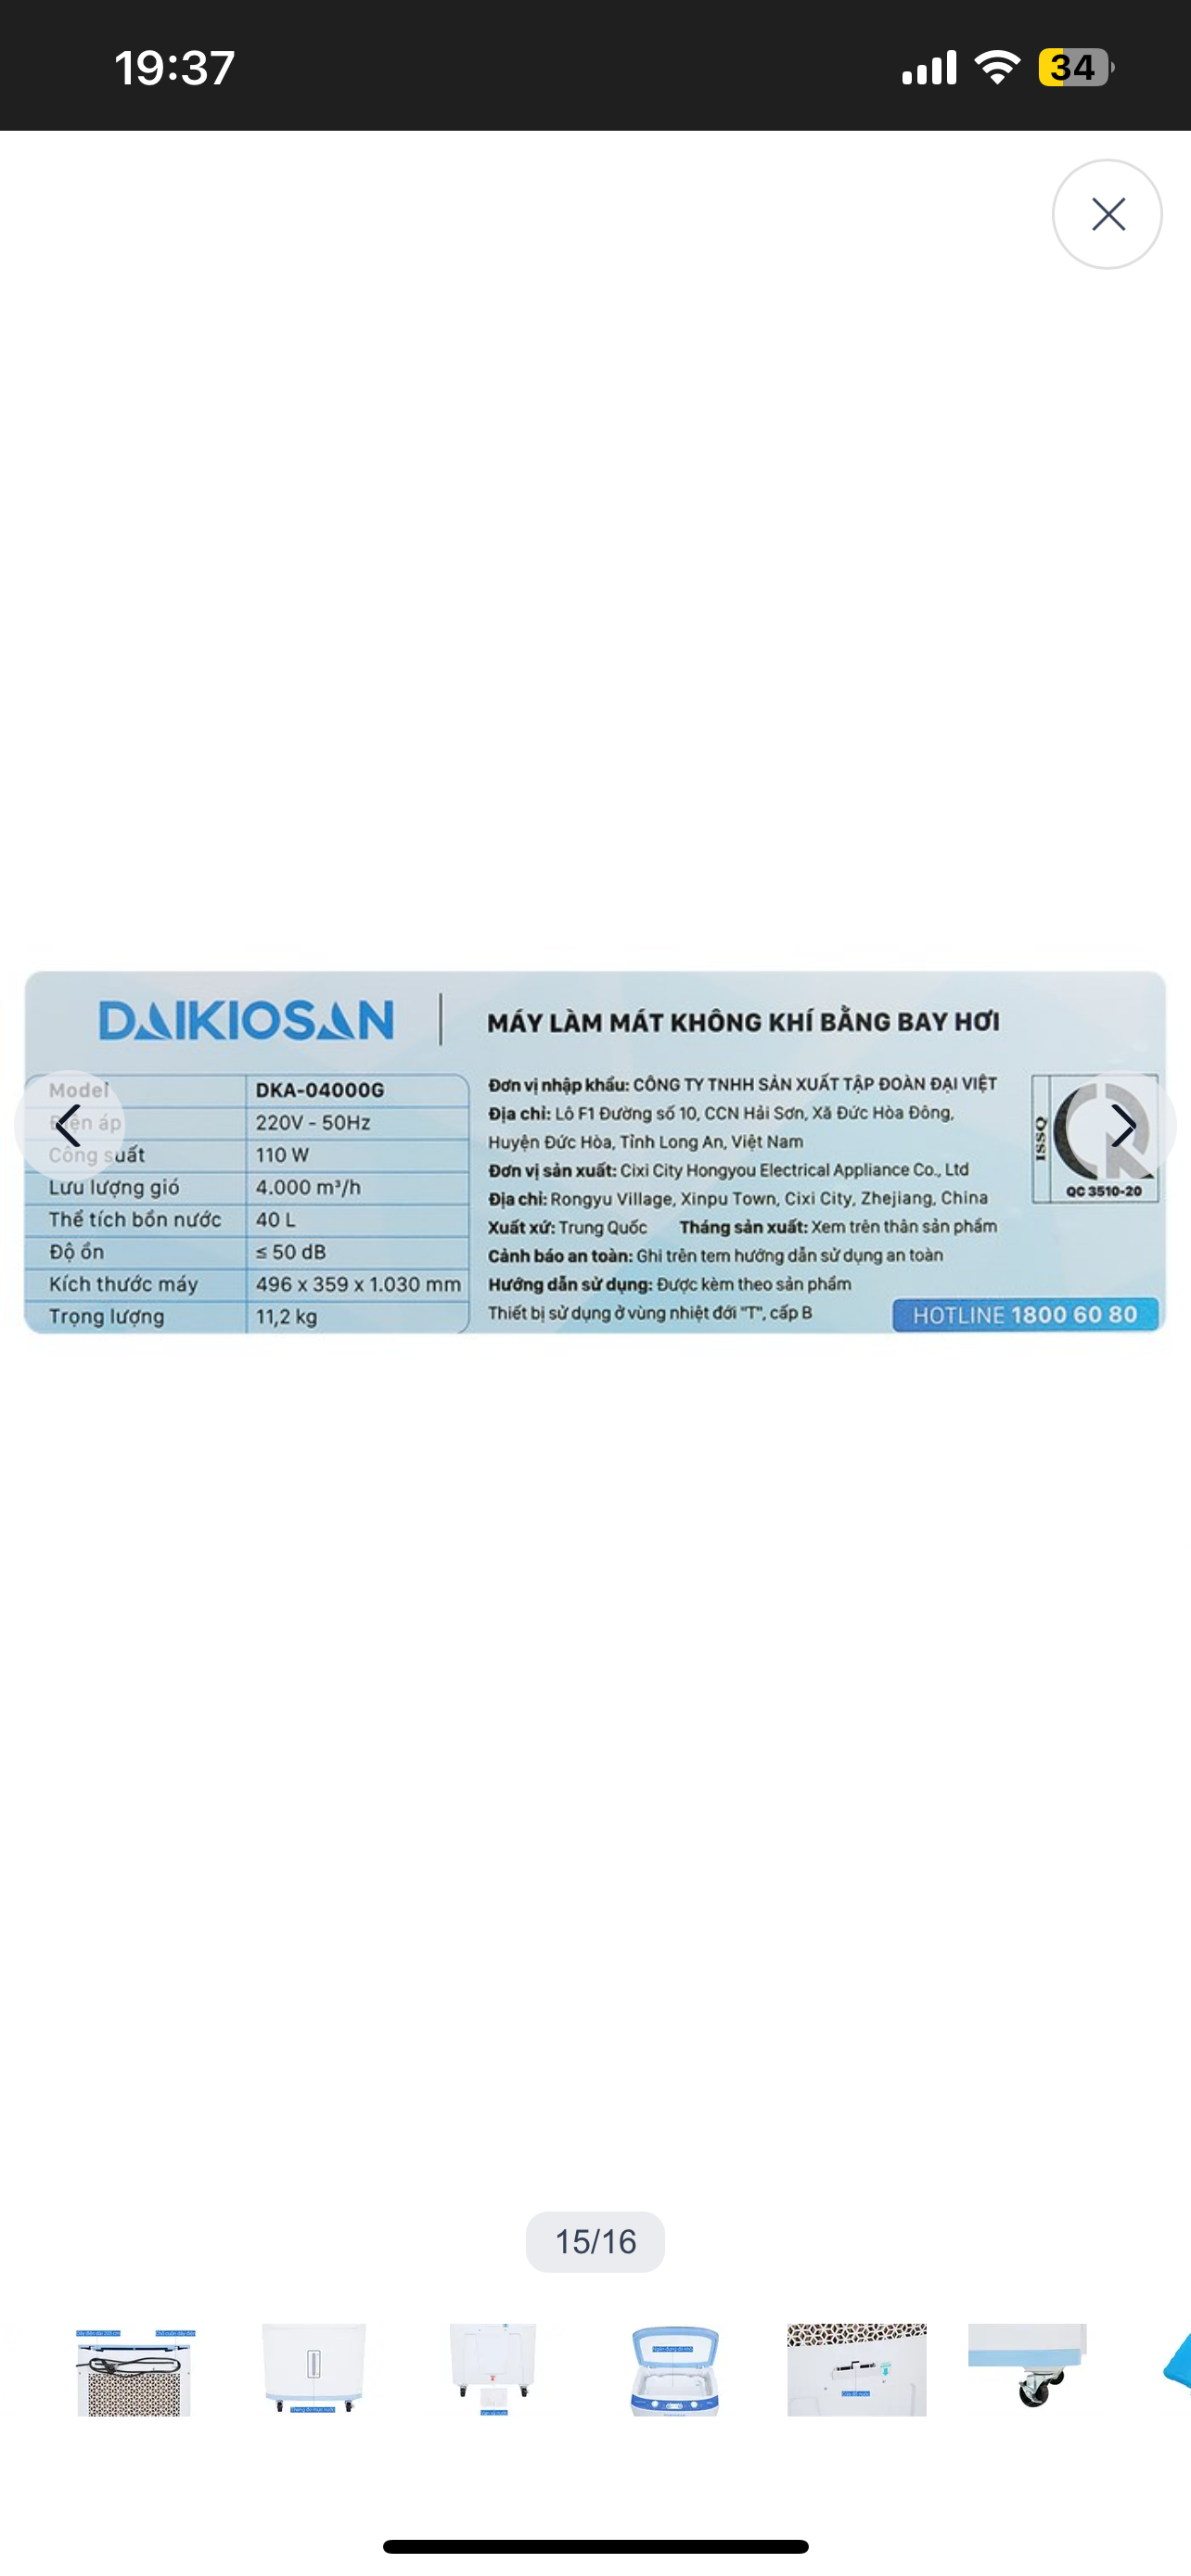 19:37
34
DAIKIOSAN
MÁY LÀM MÁT KHÔNG KHÍ BẰNG BAY HƠI
Model DKA-04000G
Điện áp 220V - 50Hz
Công suất 110 W
Lưu lượng gió 4.000 m³/h
Thể tích bồn nước 40 L
Độ ồn ≤ 50 dB
Kích thước máy 496 x 359 x 1.030 mm
Trọng lượng 11,2 kg
Đơn vị nhập khẩu: CÔNG TY TNHH SẢN XUẤT TẬP ĐOÀN ĐẠI VIỆT
Địa chỉ: Lô F1 Đường số 10, CCN Hải Sơn, Xã Đức Hòa Đông,
Huyện Đức Hòa, Tỉnh Long An, Việt Nam
Đơn vị sản xuất: Cixi City Hongyou Electrical Appliance Co., Ltd
Địa chỉ: Rongyu Village, Xinpu Town, Cixi City, Zhejiang, China
Xuất xứ: Trung Quốc Tháng sản xuất: Xem trên thân sản phẩm
Cảnh báo an toàn: Ghi trên tem hướng dẫn sử dụng an toàn
Hướng dẫn sử dụng: Được kèm theo sản phẩm
Thiết bị sử dụng ở vùng nhiệt đới "T", cấp B
ISSQ
QC 3510-20
HOTLINE 1800 60 80
15/16